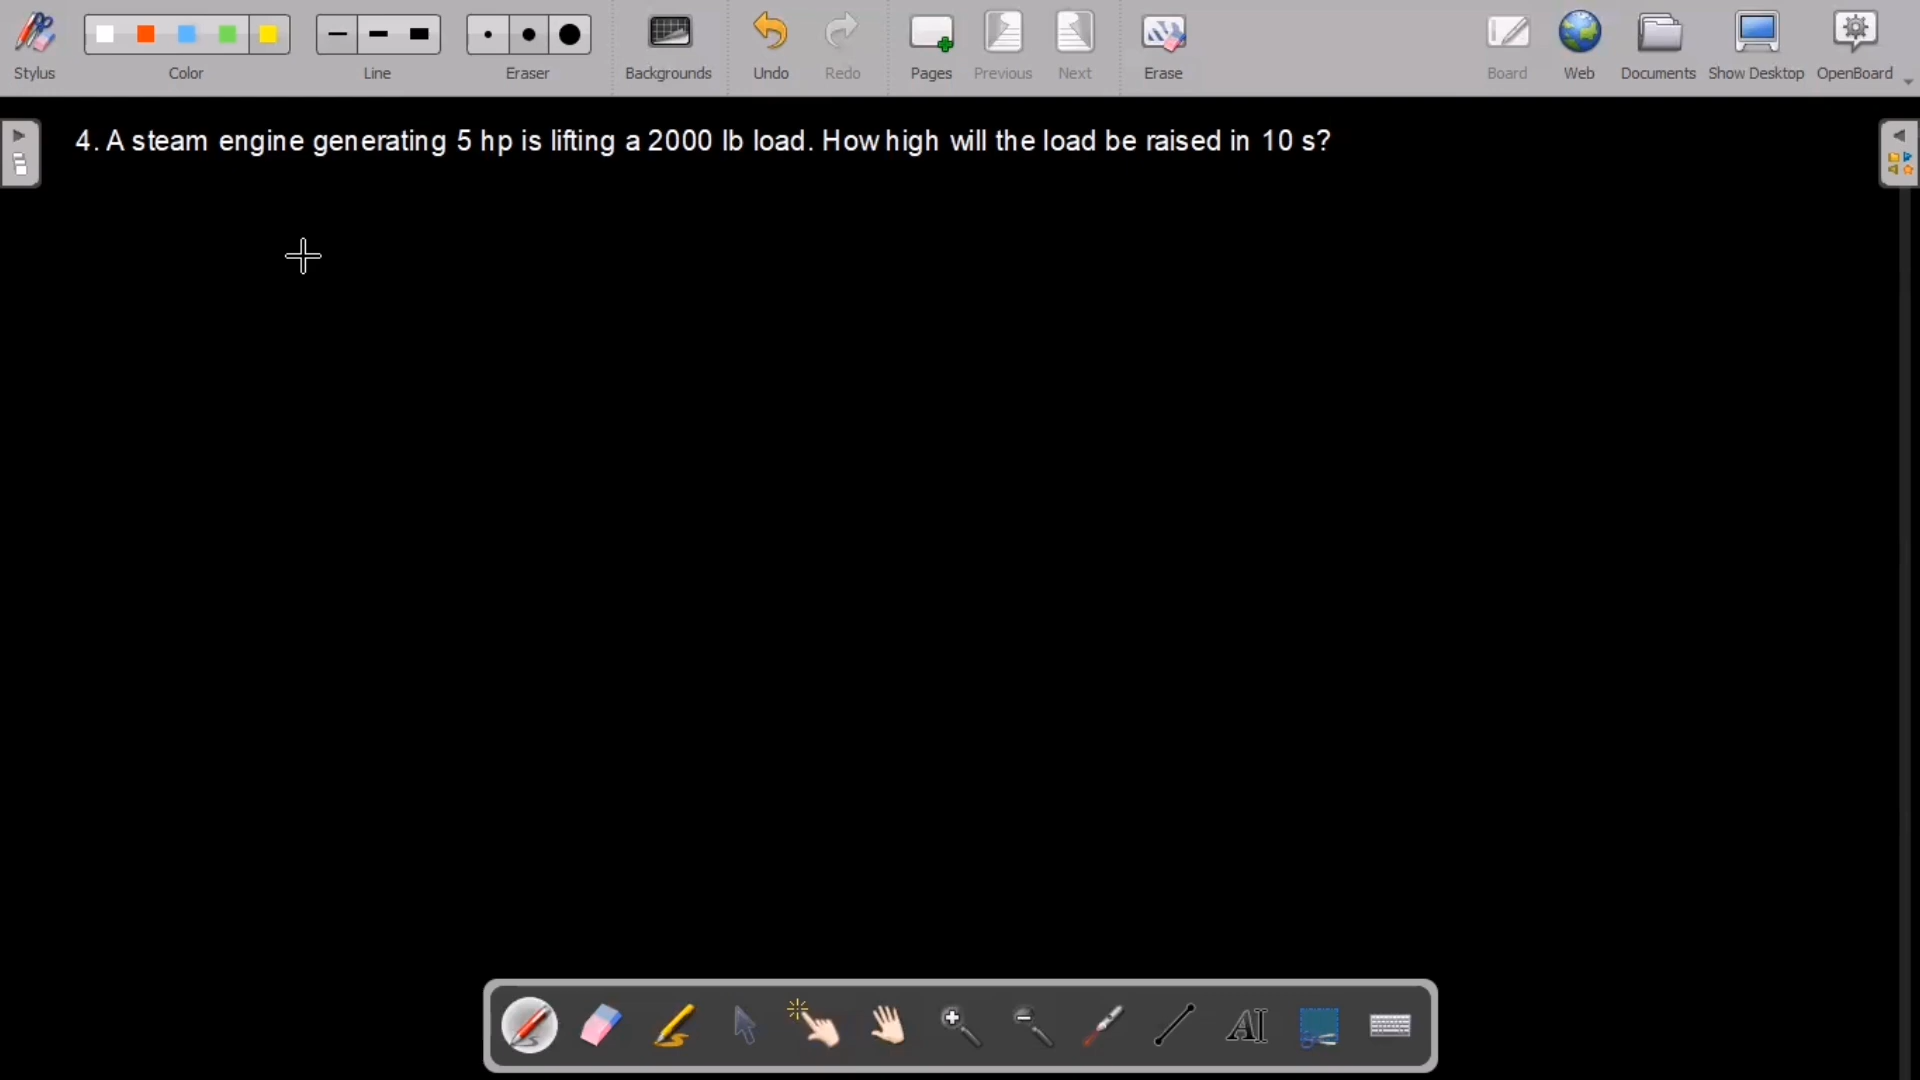 Stylus
Color
Line
Eraser
Backgrounds
Undo
Redo
Pages
Previous
Next
Erase
Board
Web
Documents
Show Desktop
OpenBoard
4. A steam engine generating 5 hp is lifting a 2000 lb load. How high will the load be raised in 10 s?
AI